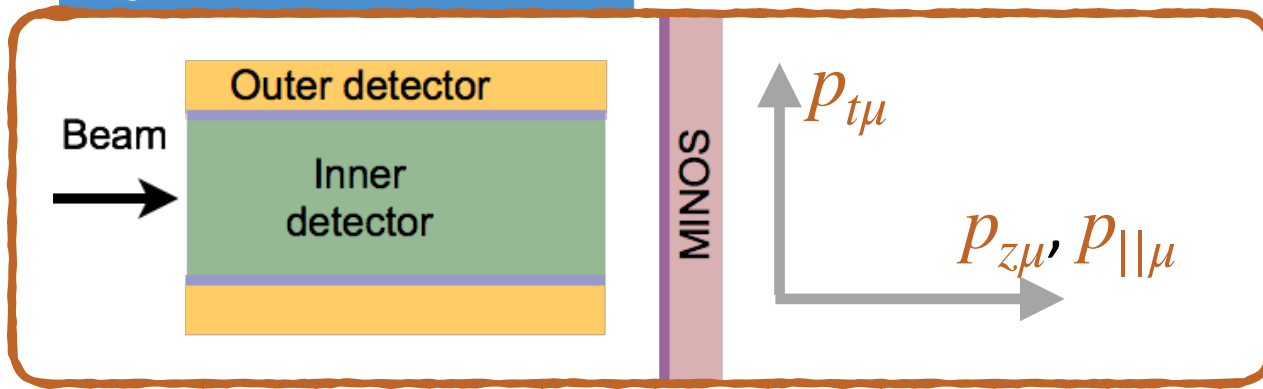 Outer detector
Beam
Inner
detector
MINOS
p_{tμ}
p_{zμ}, p_{||μ}